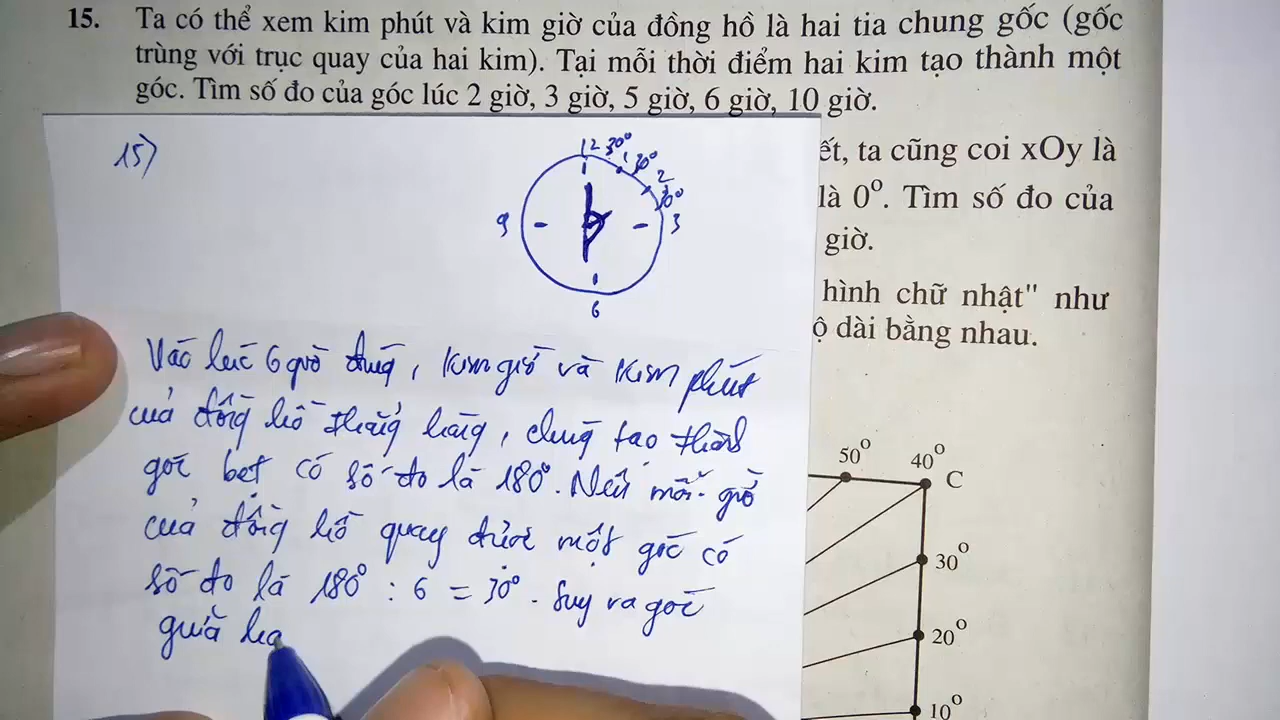 15. Ta có thể xem kim phút và kim giờ của đồng hồ là hai tia chung gốc (gốc
trùng với trục quay của hai kim). Tại mỗi thời điểm hai kim tạo thành một
góc. Tìm số đo của góc lúc 2 giờ, 3 giờ, 5 giờ, 6 giờ, 10 giờ.
ết, ta cũng coi xOy là
là 0°. Tìm số đo của
giờ.
hình chữ nhật" như
ộ dài bằng nhau.
15)
12 30° 1 30° 2 30°
9 3
6
Vào lúc 6 giờ đúng, kim giờ và kim phút
của đồng hồ thẳng hàng, chúng tạo thành
góc bẹt có số đo là 180°. Nên mỗi giờ
của đồng hồ quay được một góc có
số đo là 180° : 6 = 30°. Suy ra góc
giữa ha
50° 40° C
30°
20°
10°